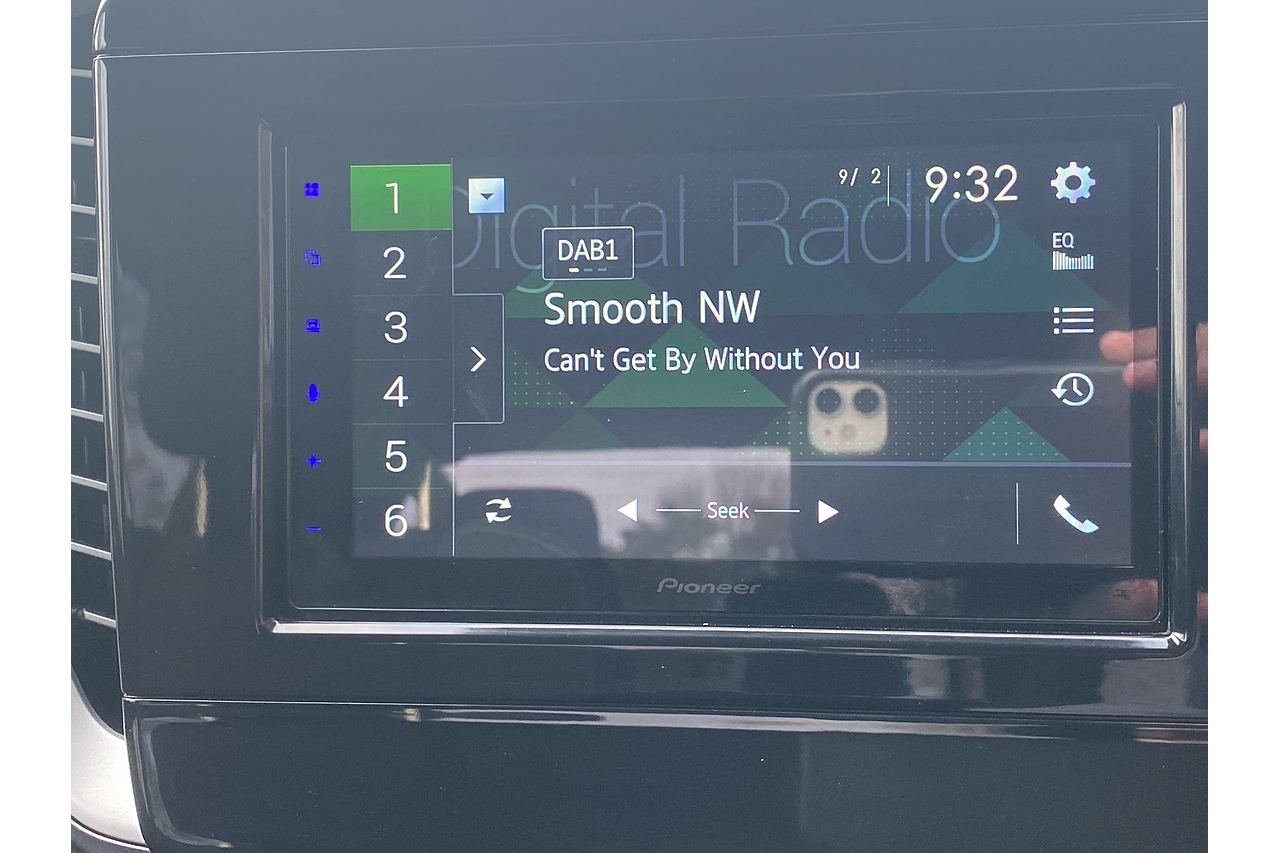 Digital Radio
9/ 2
9:32
1
2
3
4
5
6
DAB1
Smooth NW
Can't Get By Without You
EQ
Seek
Pioneer